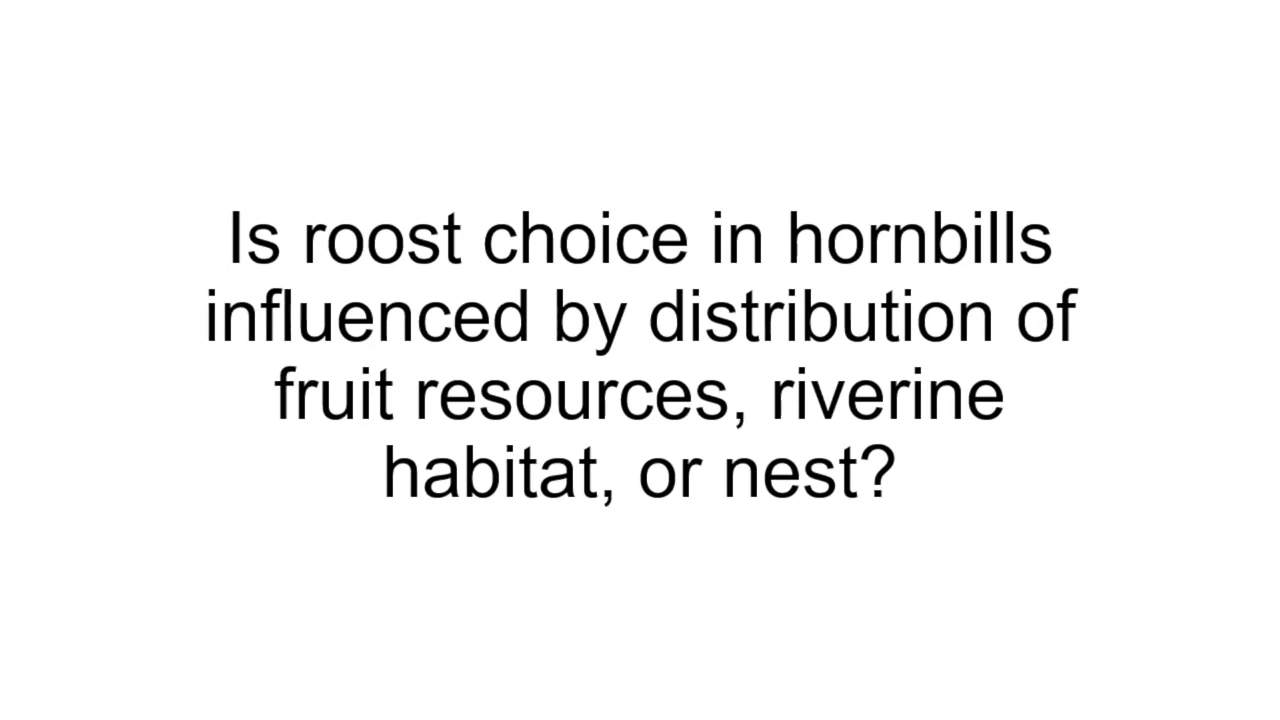 Is roost choice in hornbills
influenced by distribution of
fruit resources, riverine
habitat, or nest?